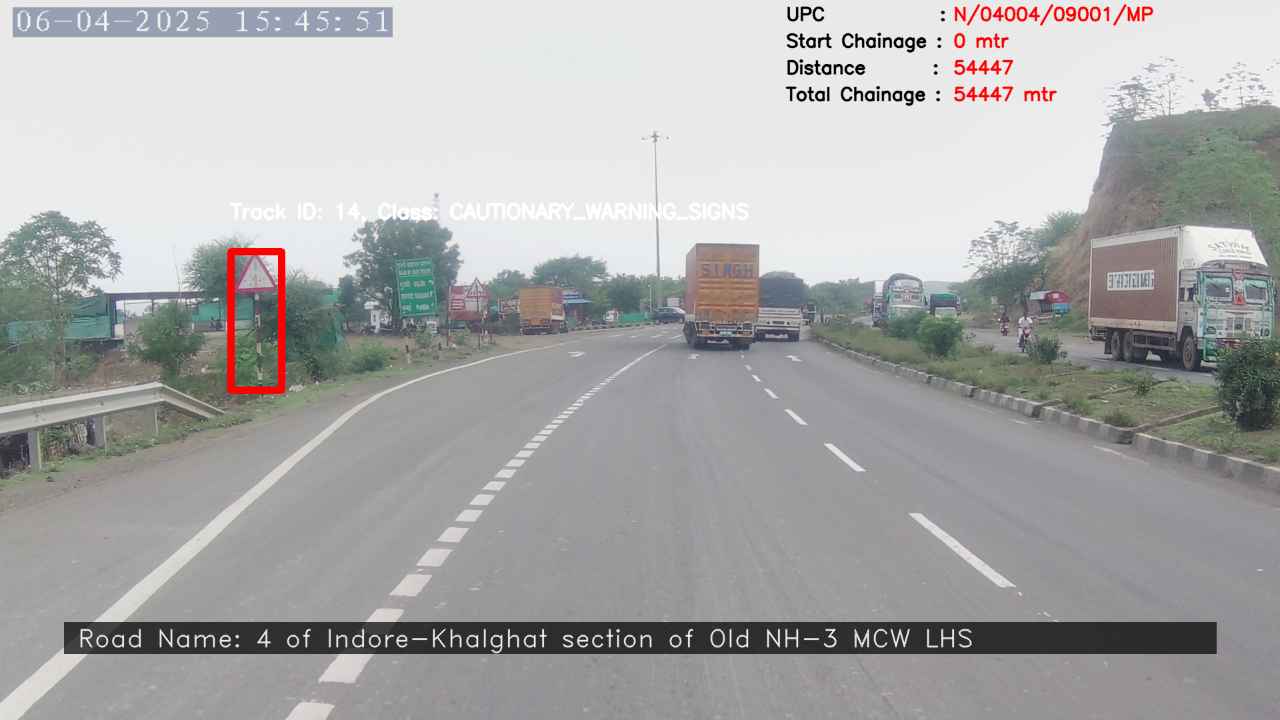 06-04-2025 15:45:51
UPC : N/04004/09001/MP
Start Chainage : 0 mtr
Distance : 54447
Total Chainage : 54447 mtr
Track ID: 14, Class: CAUTIONARY_WARNING_SIGNS
SINGH
Road Name: 4 of Indore-Khalghat section of Old NH-3 MCW LHS